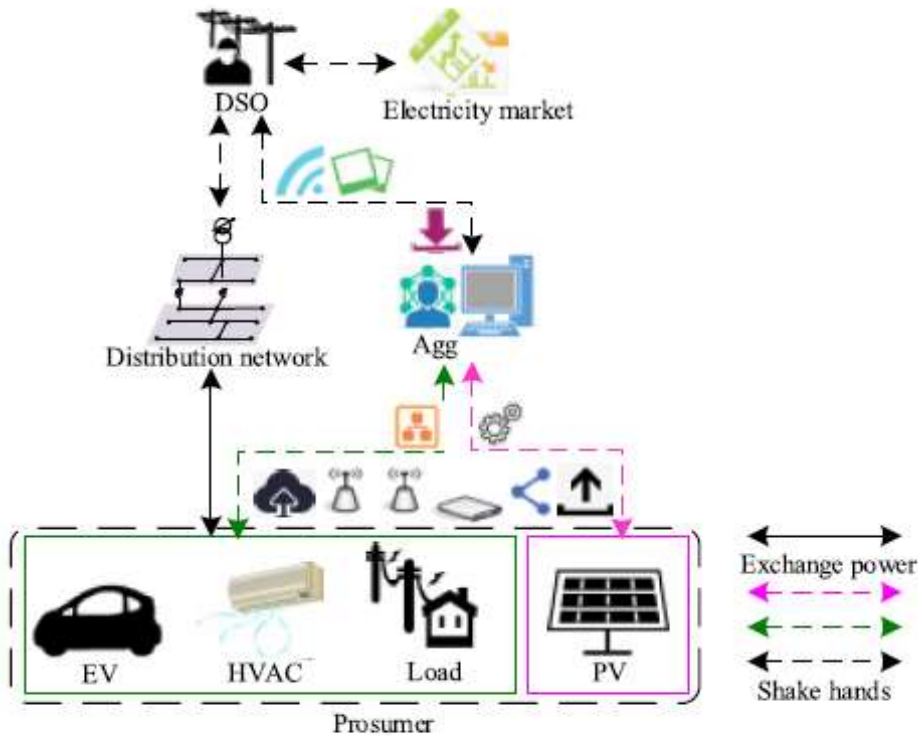 DSO
Electricity market
Distribution network
Agg
Exchange power
EV
HVAC
Load
PV
Shake hands
Prosumer